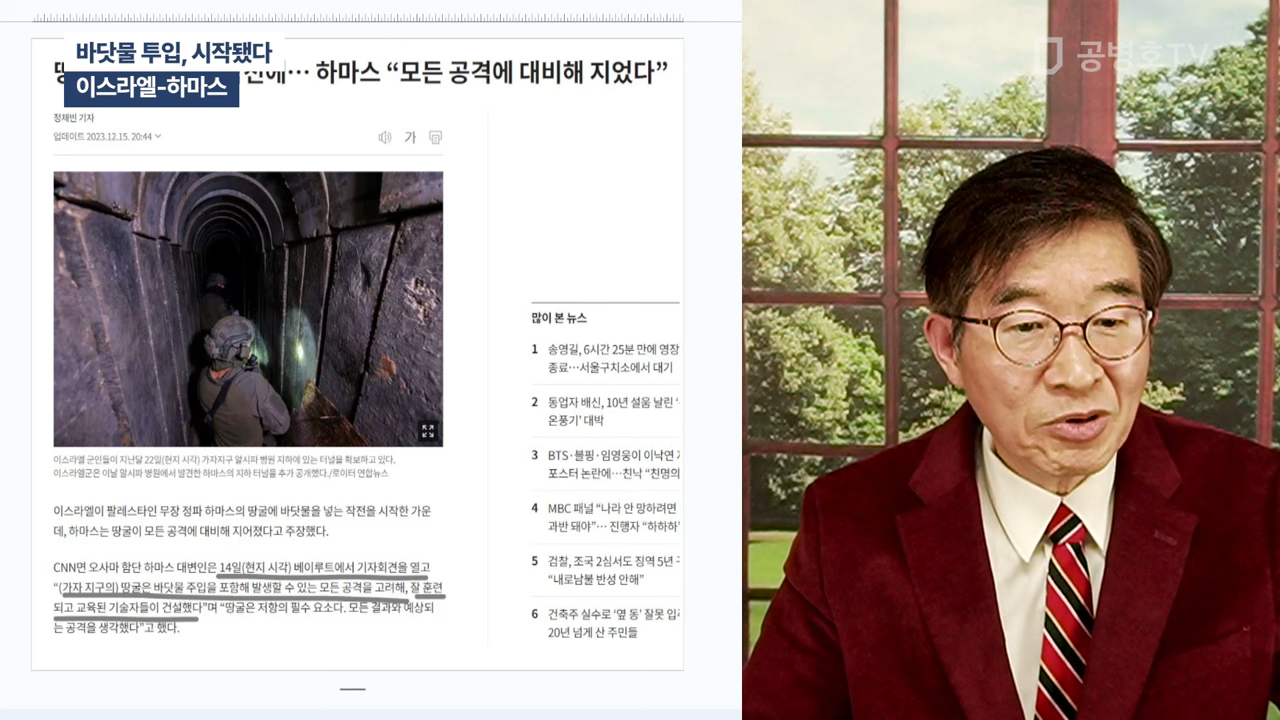 바닷물 투입, 시작됐다
이스라엘-하마스
하마스 “모든 공격에 대비해 지었다”
정채빈 기자
업데이트 2023.12.15. 20:44
가
이스라엘 군인들이 지난달 22일(현지 시각) 가자지구 알시파 병원 지하에 있는 터널을 확보하고 있다.
이스라엘군은 이날 알시파 병원에서 발견한 하마스의 지하 터널을 추가 공개했다./로이터 연합뉴스
이스라엘이 팔레스타인 무장 정파 하마스의 땅굴에 바닷물을 넣는 작전을 시작한 가운
데, 하마스는 땅굴이 모든 공격에 대비해 지어졌다고 주장했다.
CNN면 오사마 함단 하마스 대변인은 14일(현지 시각) 베이루트에서 기자회견을 열고
“(가자 지구의) 땅굴은 바닷물 주입을 포함해 발생할 수 있는 모든 공격을 고려해, 잘 훈련
되고 교육된 기술자들이 건설했다”며 “땅굴은 저항의 필수 요소다. 모든 결과와 예상되
는 공격을 생각했다”고 했다.
많이 본 뉴스
1 송영길, 6시간 25분 만에 영장
종료…서울구치소에서 대기
2 동업자 배신, 10년 설움 날린
온풍기’ 대박
3 BTS·블핑·임영웅이 이낙연
포스터 논란에…친낙 “친명의
4 MBC 패널 “나라 안 망하려면
과반 돼야”… 진행자 “하하하”
5 검찰, 조국 2심서도 징역 5년
“내로남불 반성 안해”
6 건축주 실수로 ‘옆 동’ 잘못
20년 넘게 산 주민들
공병호TV